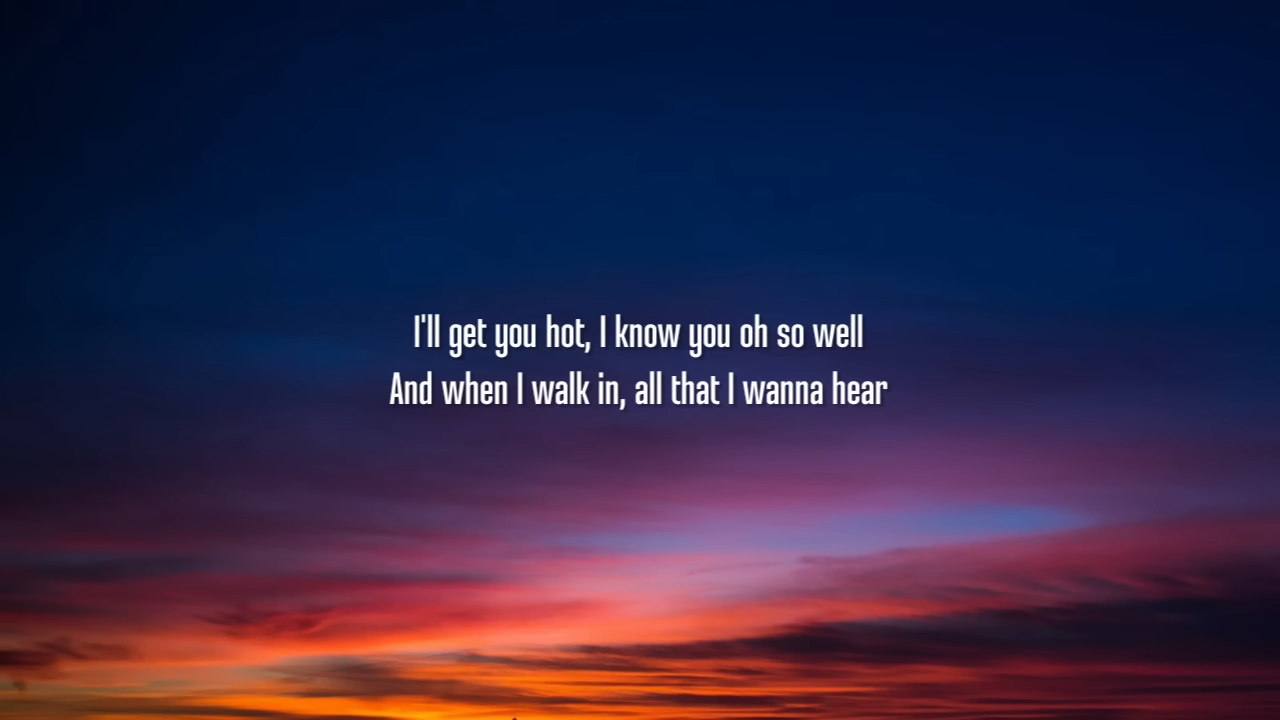 I'll get you hot, I know you oh so well
And when I walk in, all that I wanna hear